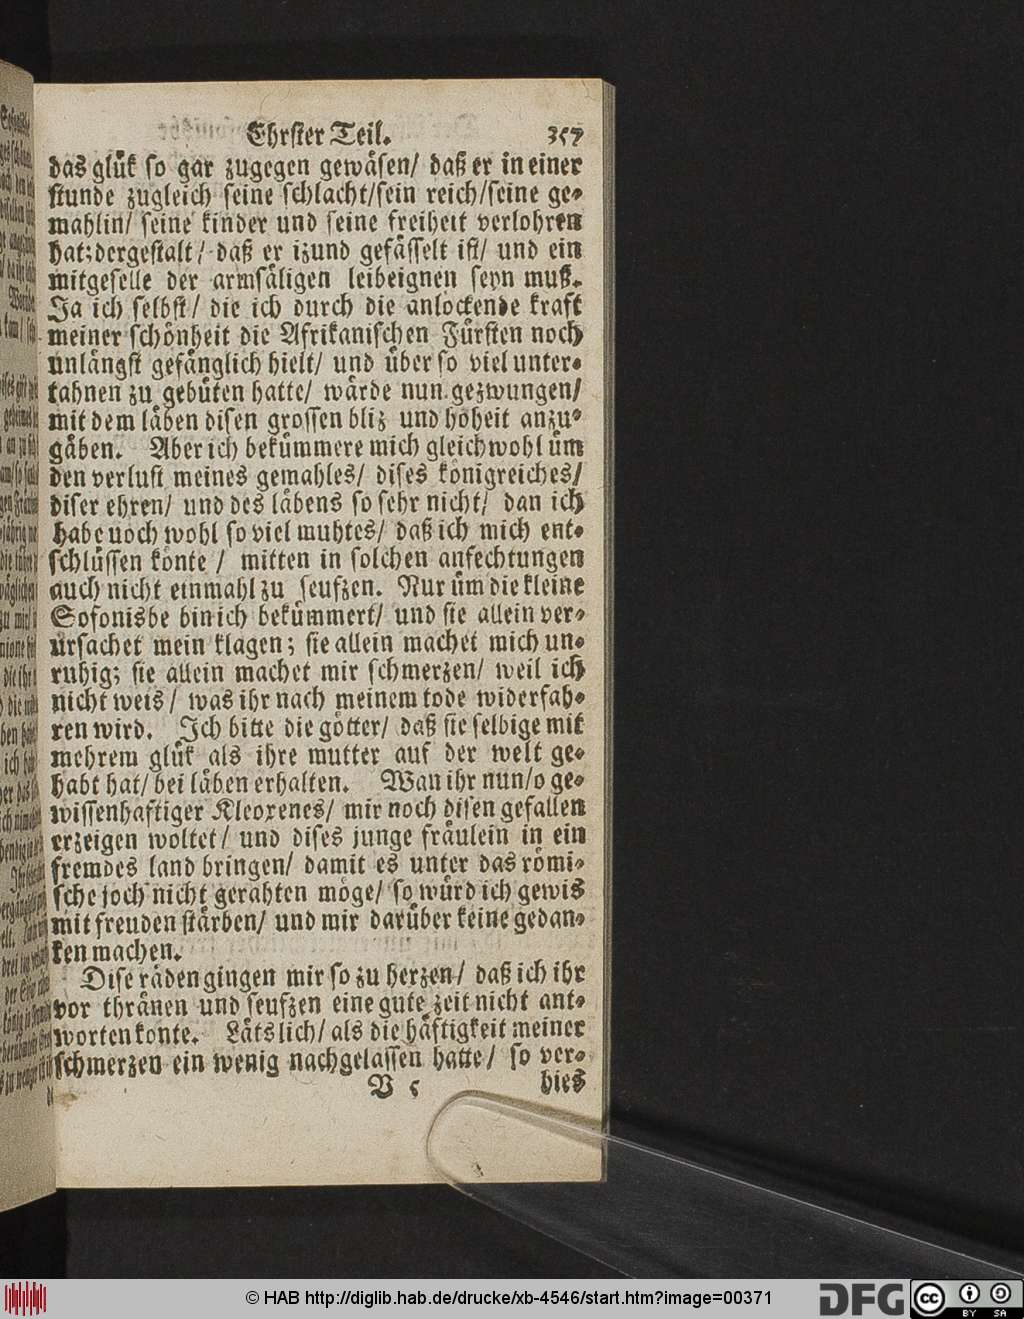 Ehrster Teil. 357
das glük so gar zugegen gewäsen/ daß er in einer
stunde zugleich seine schlacht/sein reich/seine ge-
mahlin/ seine kinder und seine freiheit verlohren
hat; dergestalt/ daß er izund gefässelt ist/ und ein
mitgeselle der armsäligen leibeignen seyn muß.
Ja ich selbst/ die ich durch die anlockende kraft
meiner schönheit die Afrikanischen Fürsten noch
unlängst gefänglich hielt/ und über so viel unter-
tahnen zu gebüten hatte/ wärde nun gezwungen/
mit dem läben disen grossen bliz und hoheit anzu-
gäben. Aber ich bekümmere mich gleichwohl üm
den verlust meines gemahles/ dises königreiches/
diser ehren/ und des läbens so sehr nicht/ dan ich
habe noch wohl so viel muhtes/ daß ich mich ent-
schlüssen könte/ mitten in solchen anfechtungen
auch nicht einmahl zu seufzen. Nur üm die kleine
Sofonisbe bin ich bekümmert/ und sie allein ver-
ursachet mein klagen; sie allein machet mich un-
ruhig; sie allein machet mir schmerzen/ weil ich
nicht weis/ was ihr nach meinem tode widerfah-
ren wird. Ich bitte die götter/ daß sie selbige mit
mehrem glük als ihre mutter auf der welt ge-
habt hat/ bei läben erhalten. Wan ihr nun/o ge-
wissenhaftiger Kleoxenes/ mir noch disen gefallen
erzeigen woltet/ und dises junge fräulein in ein
fremdes land bringen/ damit es unter das römi-
sche joch nicht gerahten möge/ so würd ich gewis
mit freuden stärben/ und mir darüber keine gedan-
ken machen.
Dise räden gingen mir so zu herzen/ daß ich ihr
vor thränen und seufzen eine gute zeit nicht ant-
worten konte. Lätslich/ als die häftigkeit meiner
schmerzen ein wenig nachgelassen hatte/ so ver-
V 5 hies
© HAB http://diglib.hab.de/drucke/xb-4546/start.htm?image=00371
DFG
cc BY SA